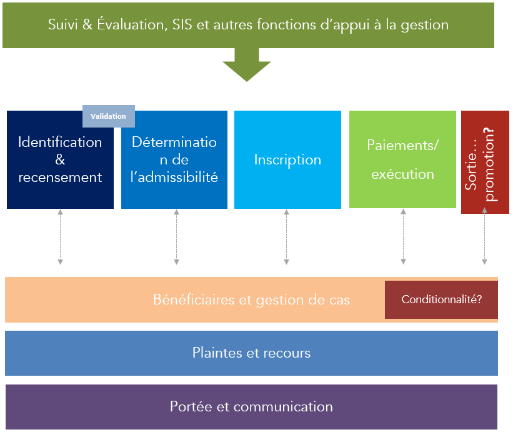 Suivi & Évaluation, SIS et autres fonctions d’appui à la gestion
Validation
Identification
&
recensement
Déterminatio
n de
l’admissibilité
Inscription
Paiements/
exécution
Sortie…
promotion?
Bénéficiaires et gestion de cas
Conditionnalité?
Plaintes et recours
Portée et communication